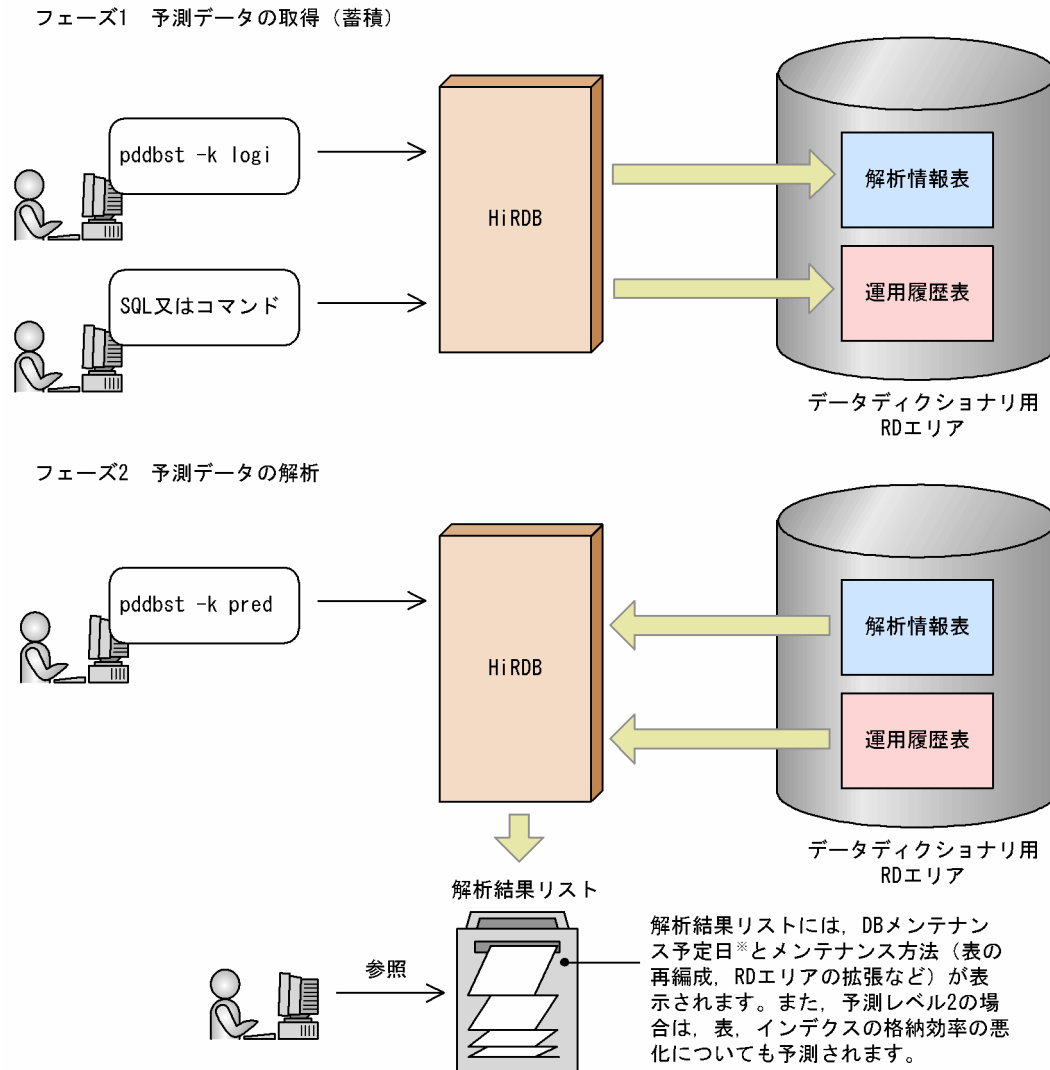 フェーズ1　予測データの取得（蓄積）
pddbst -k logi
HiRDB
解析情報表
SQL又はコマンド
運用履歴表
データディクショナリ用
RDエリア
フェーズ2　予測データの解析
pddbst -k pred
HiRDB
解析情報表
運用履歴表
データディクショナリ用
RDエリア
解析結果リスト
参照
解析結果リストには，DBメンテナン
ス予定日※とメンテナンス方法（表の
再編成，RDエリアの拡張など）が表
示されます。また，予測レベル2の場
合は，表，インデクスの格納効率の悪
化についても予測されます。